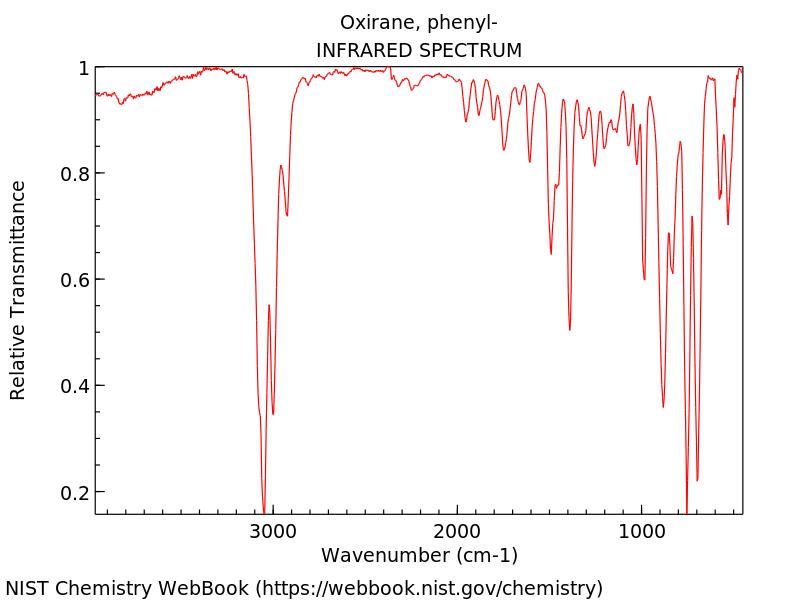 Oxirane, phenyl-
INFRARED SPECTRUM
1
0.8
0.6
0.4
0.2
Relative Transmittance
3000 2000 1000
Wavenumber (cm-1)
NIST Chemistry WebBook (https://webbook.nist.gov/chemistry)